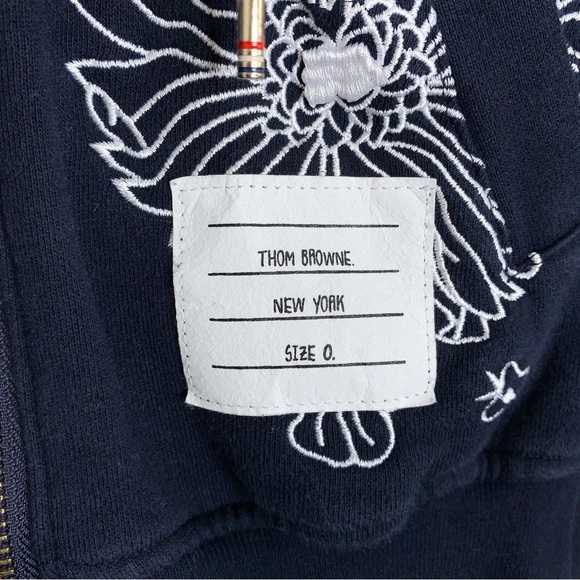 THOM BROWNE.
NEW YORK
SIZE 0.